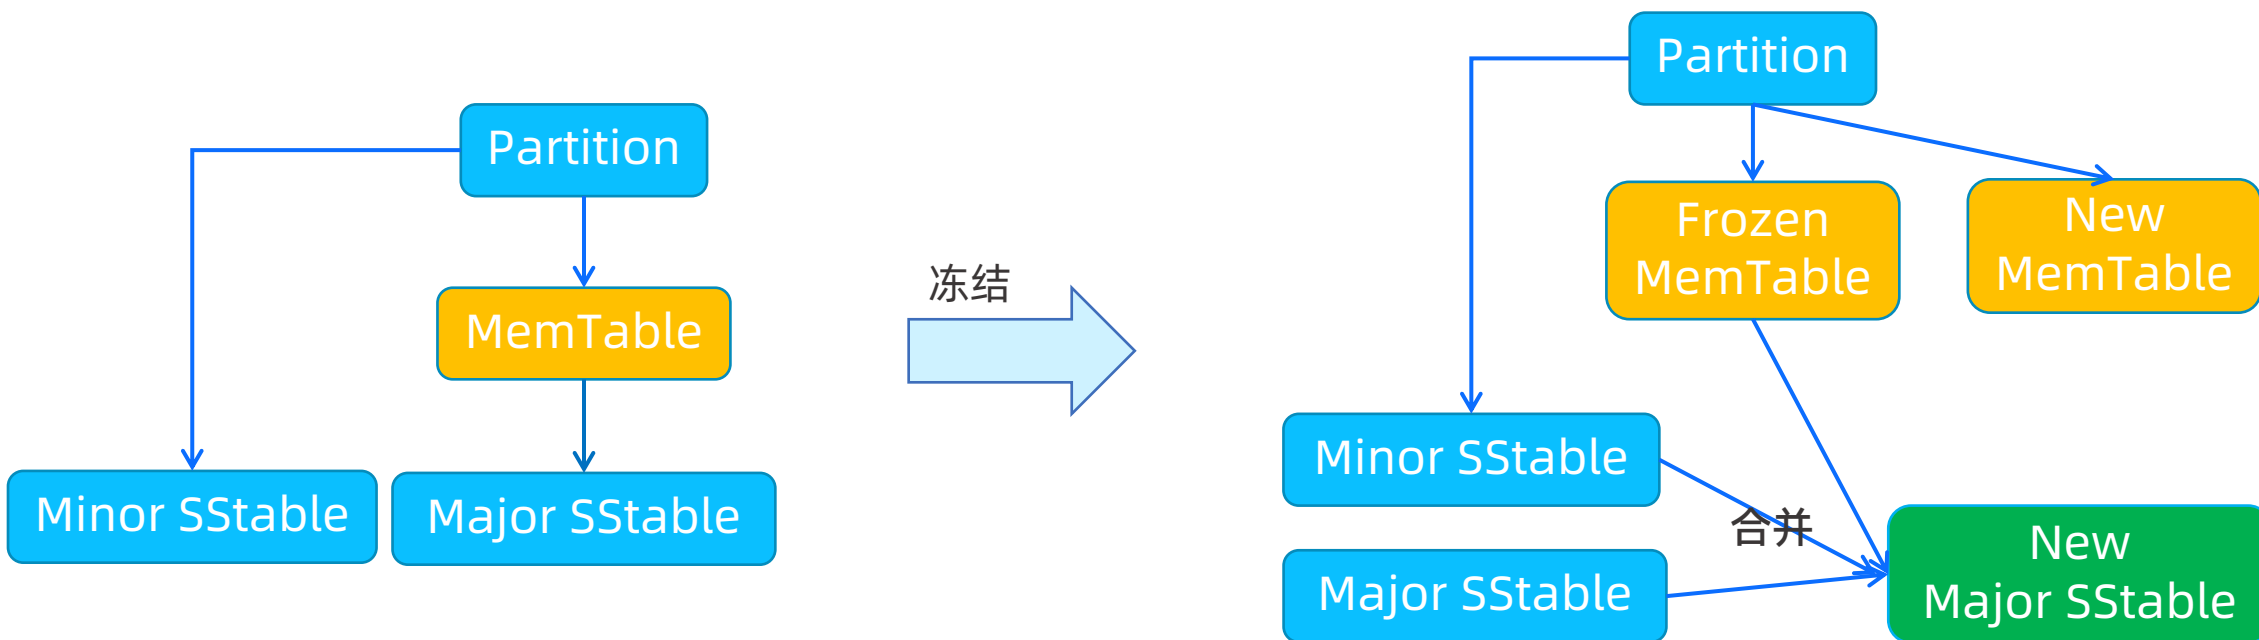 Partition
MemTable
Minor SStable
Major SStable
冻结
Partition
Frozen
MemTable
New
MemTable
Minor SStable
合并
Major SStable
New
Major SStable